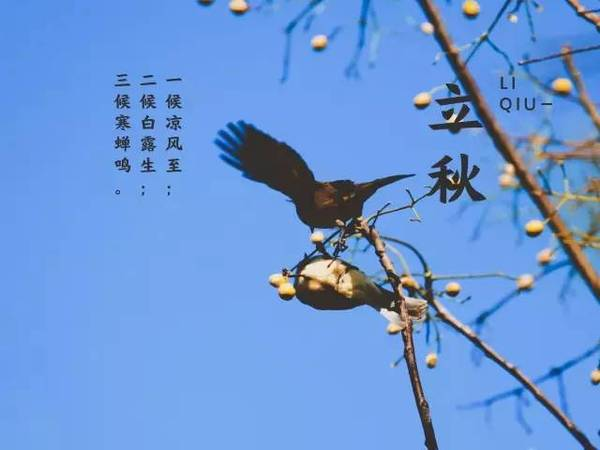 立秋
LI
QIU-
一候凉风至；
二候白露生；
三候寒蝉鸣。